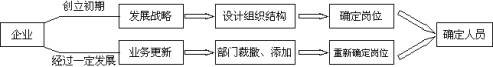 创立初期
发展战略
设计组织结构
确定岗位
企业
确定人员
业务更新
部门裁撤、添加
重新确定岗位
经过一定发展